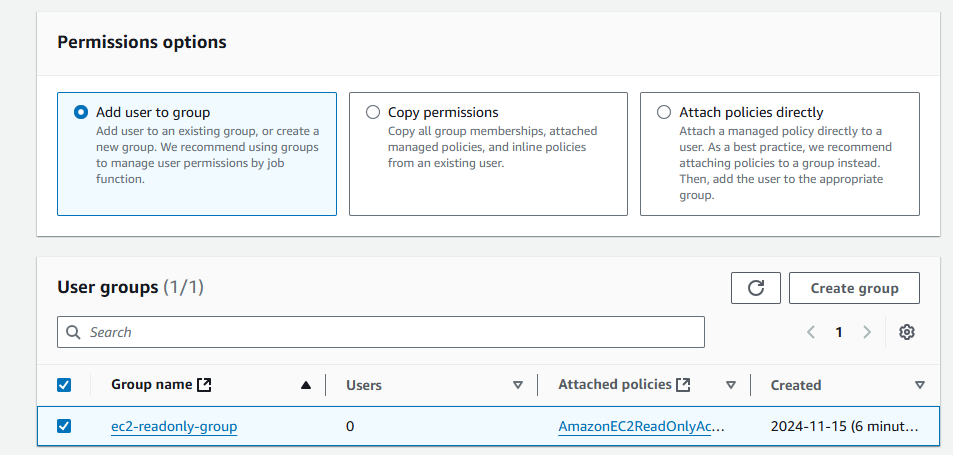 Permissions options
Add user to group
Add user to an existing group, or create a
new group. We recommend using groups
to manage user permissions by job
function.
Copy permissions
Copy all group memberships, attached
managed policies, and inline policies
from an existing user.
Attach policies directly
Attach a managed policy directly to a
user. As a best practice, we recommend
attaching policies to a group instead.
Then, add the user to the appropriate
group.
User groups (1/1)
Create group
Search
1
Group name Users Attached policies Created
ec2-readonly-group 0 AmazonEC2ReadOnlyAc... 2024-11-15 (6 minut...